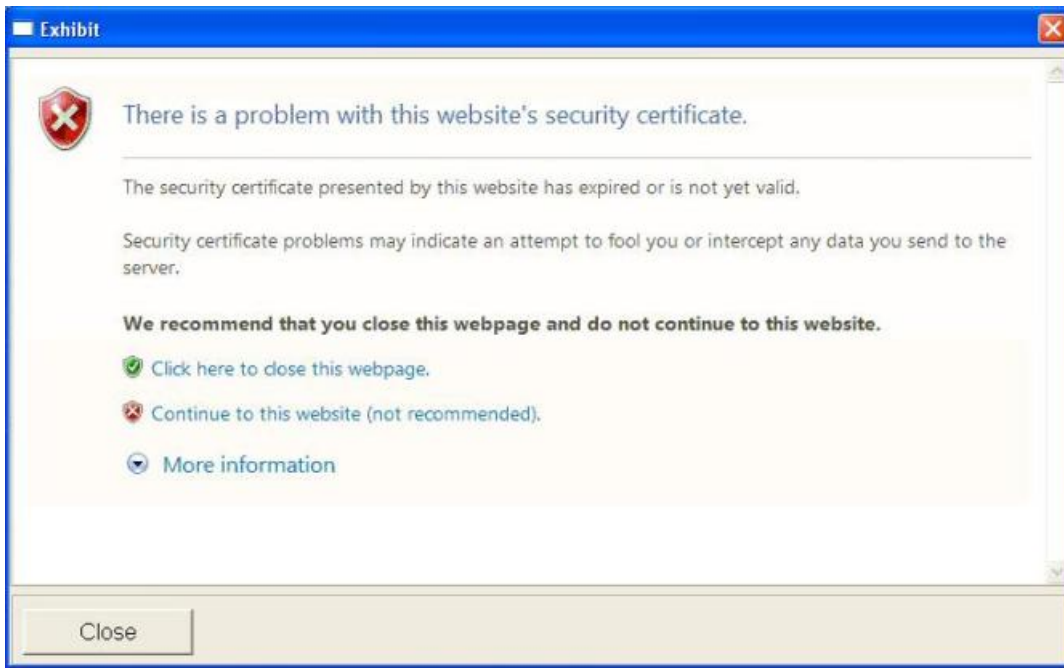 Exhibit
There is a problem with this website's security certificate.
The security certificate presented by this website has expired or is not yet valid.
Security certificate problems may indicate an attempt to fool you or intercept any data you send to the
server.
We recommend that you close this webpage and do not continue to this website.
Click here to close this webpage.
Continue to this website (not recommended).
More information
Close